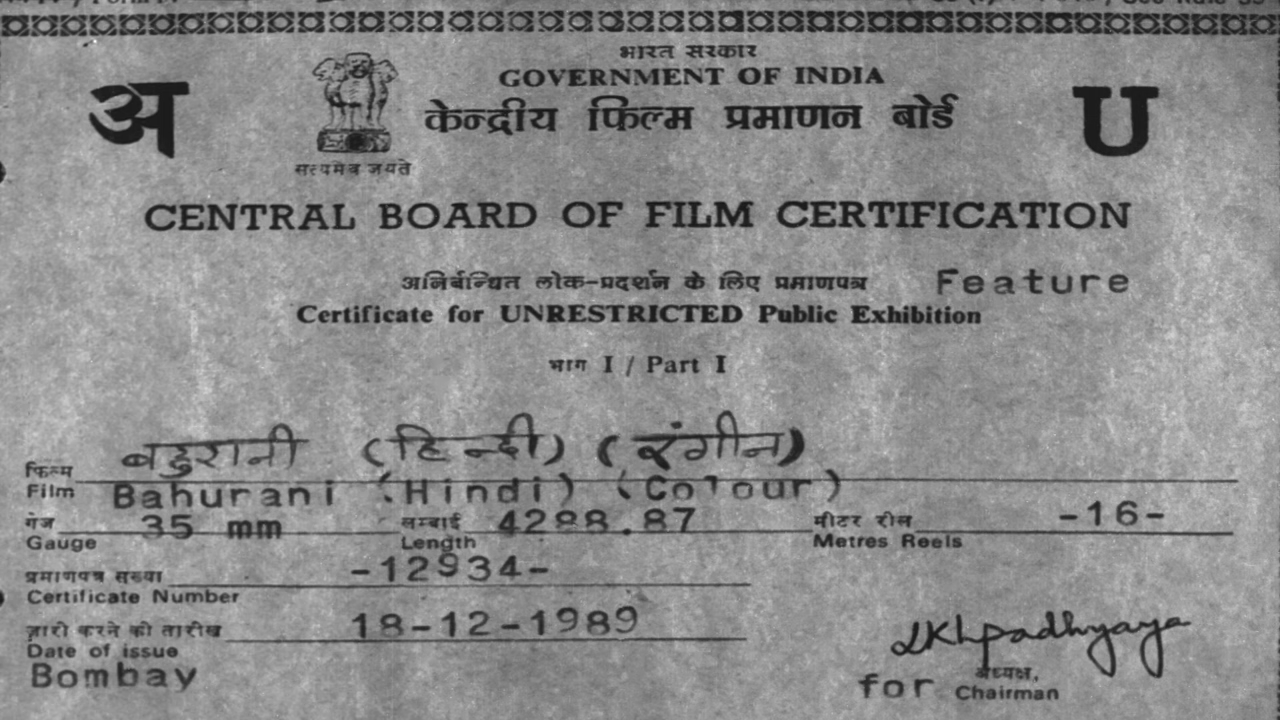 भारत सरकार
GOVERNMENT OF INDIA
अ केन्द्रीय फिल्म प्रमाणन बोर्ड U
सत्यमेव जयते
CENTRAL BOARD OF FILM CERTIFICATION
अनिर्बन्धित लोक-प्रदर्शन के लिए प्रमाणपत्र Feature
Certificate for UNRESTRICTED Public Exhibition
भाग I / Part I
फिल्म बहुरानी (हिन्दी) (रंगीन)
Film Bahurani (Hindi) (Colour)
गेज 35 mm लम्बाई 4288.87 मीटर रील -16-
Gauge Length Metres Reels
प्रमाणपत्र संख्या -12934-
Certificate Number
जारी करने की तारीख 18-12-1989
Date of issue
Bombay
for अध्यक्ष,
Chairman